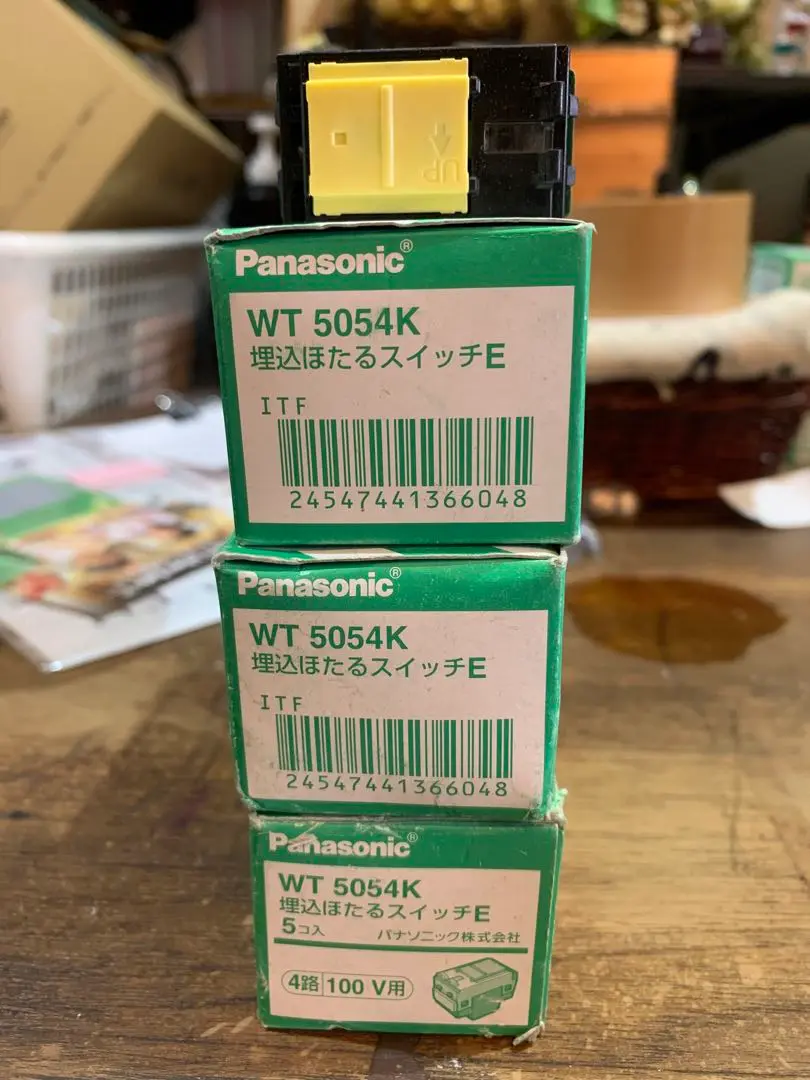 UP
Panasonic®
WT 5054K
埋込ほたるスイッチE
ITF
24547441366048
Panasonic®
WT 5054K
埋込ほたるスイッチE
ITF
24547441366048
Panasonic®
WT 5054K
埋込ほたるスイッチE
5コ入 パナソニック株式会社
4路 100 V用